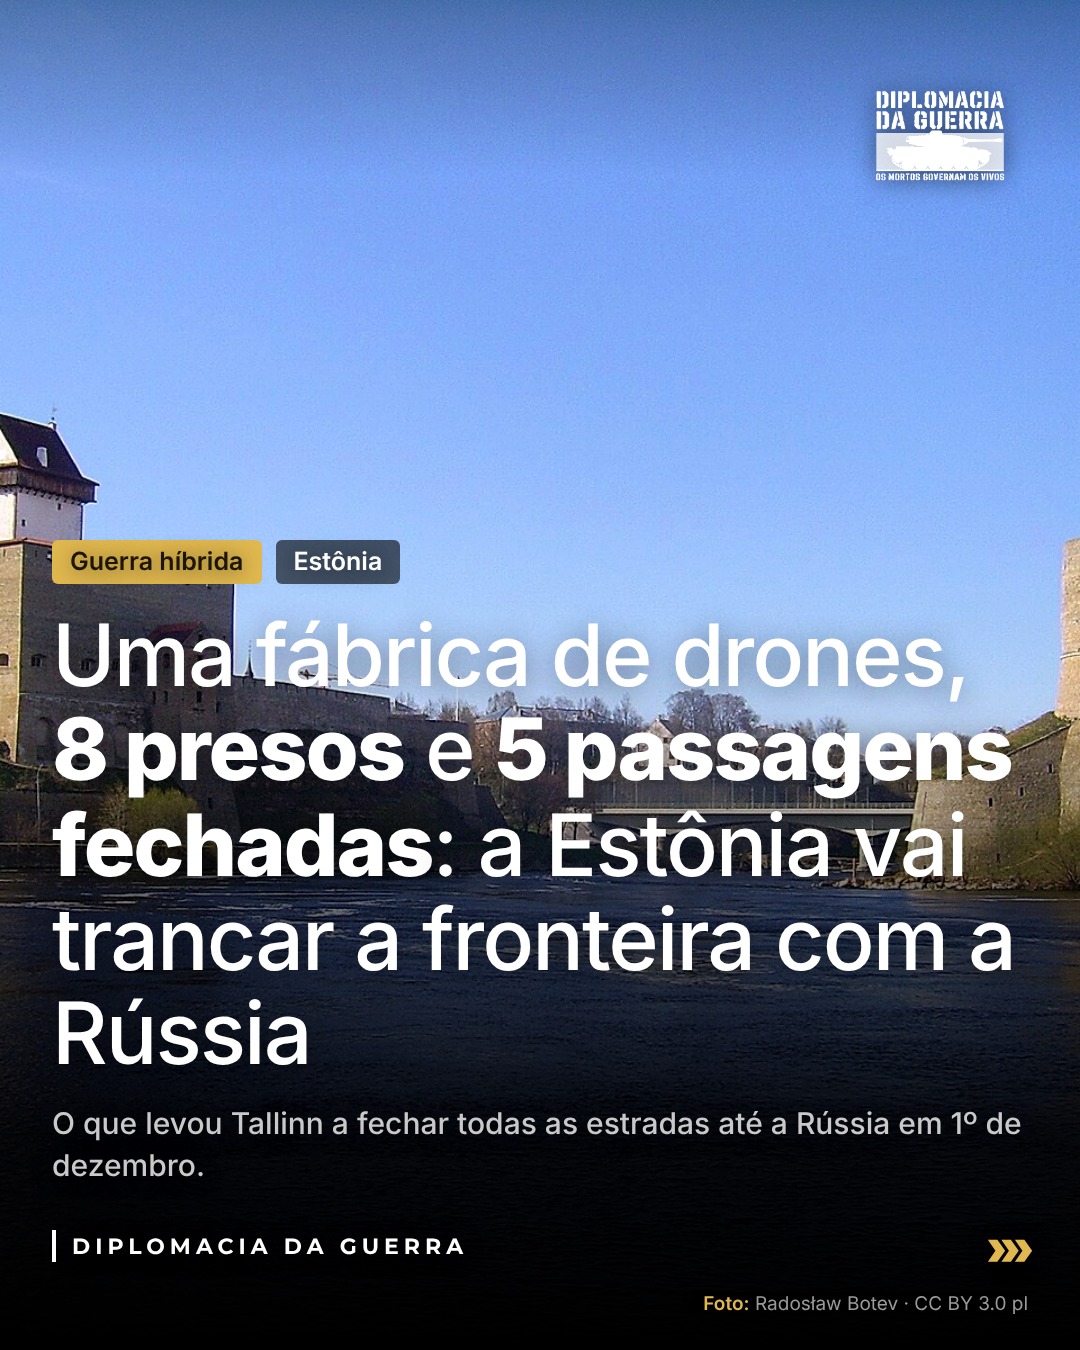 DIPLOMACIA
DA GUERRA
OS MORTOS GOVERNAM OS VIVOS
Guerra híbrida
Estônia
Uma fábrica de drones,
8 presos e 5 passagens
fechadas: a Estônia vai
trancar a fronteira com a
Rússia
O que levou Tallinn a fechar todas as estradas até a Rússia em 1º de
dezembro.
DIPLOMACIA DA GUERRA
Foto: Radosław Botev · CC BY 3.0 pl